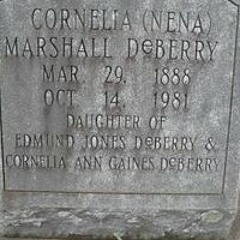 CORNELIA (NENA)
MARSHALL DeBERRY
MAR. 29, 1888
OCT. 14, 1981
DAUGHTER OF
EDMUND JONES DeBERRY &
CORNELIA ANN GAINES DeBERRY